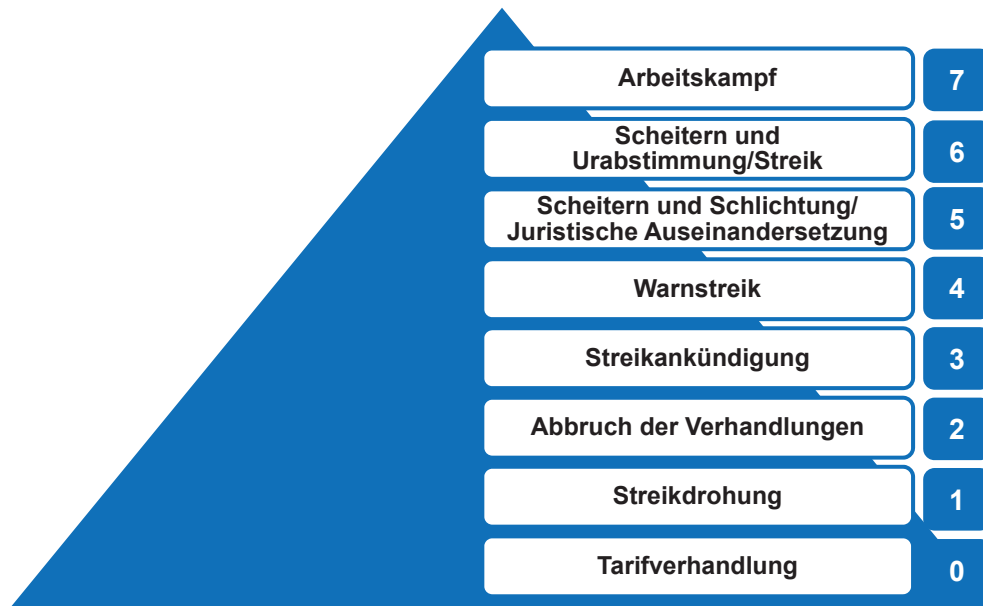 Arbeitskampf 7
Scheitern und
Urabstimmung/Streik 6
Scheitern und Schlichtung/
Juristische Auseinandersetzung 5
Warnstreik 4
Streikankündigung 3
Abbruch der Verhandlungen 2
Streikdrohung 1
Tarifverhandlung 0